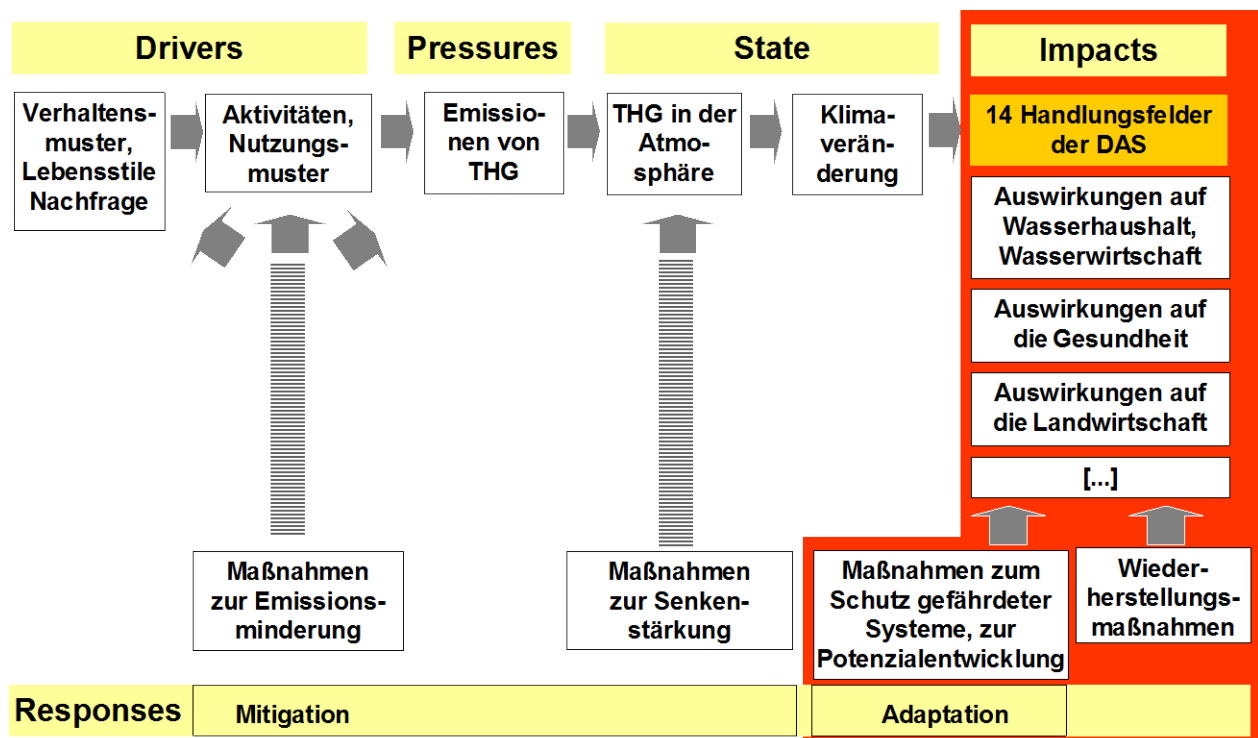 Drivers
Pressures
State
Impacts
Verhaltens-
muster,
Lebensstile
Nachfrage
Aktivitäten,
Nutzungs-
muster
Emissio-
nen von
THG
THG in der
Atmo-
sphäre
Klima-
verän-
derung
14 Handlungsfelder
der DAS
Auswirkungen auf
Wasserhaushalt,
Wasserwirtschaft
Auswirkungen auf
die Gesundheit
Auswirkungen auf
die Landwirtschaft
[...]
Maßnahmen
zur Emissions-
minderung
Maßnahmen
zur Senken-
stärkung
Maßnahmen zum
Schutz gefährdeter
Systeme, zur
Potenzialentwicklung
Wieder-
herstellungs-
maßnahmen
Responses
Mitigation
Adaptation